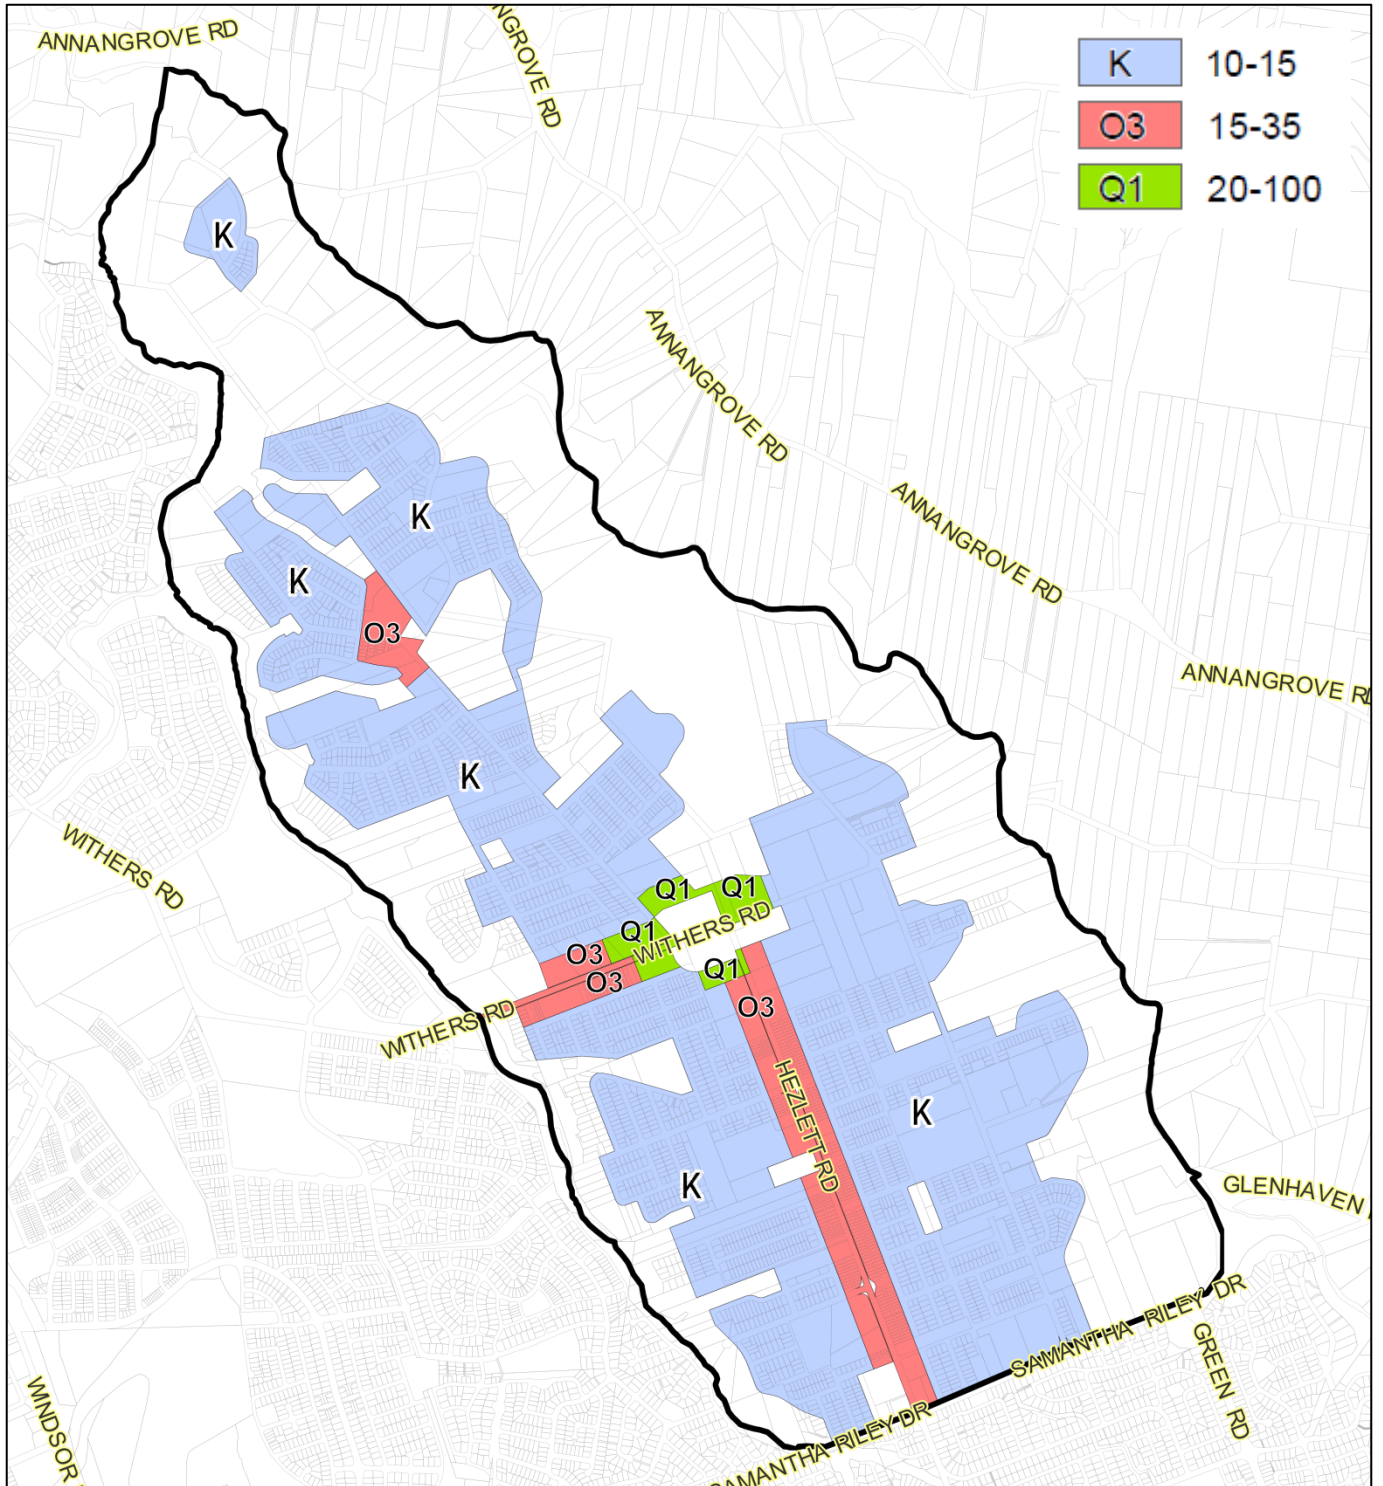 ANNANGROVE RD
NGROVE RD
K 10-15
O3 15-35
Q1 20-100
K
ANNANGROVE RD
ANNANGROVE RD
K
K
O3
ANNANGROVE RD
K
WITHERS RD
Q1
Q1
Q1
WITHERS RD
O3
Q1
O3
O3
WITHERS RD
HEZLETT RD
K
K
GLENHAVEN
SAMANTHA RILEY DR
GREEN RD
WINDSOR
SAMANTHA RILEY DR